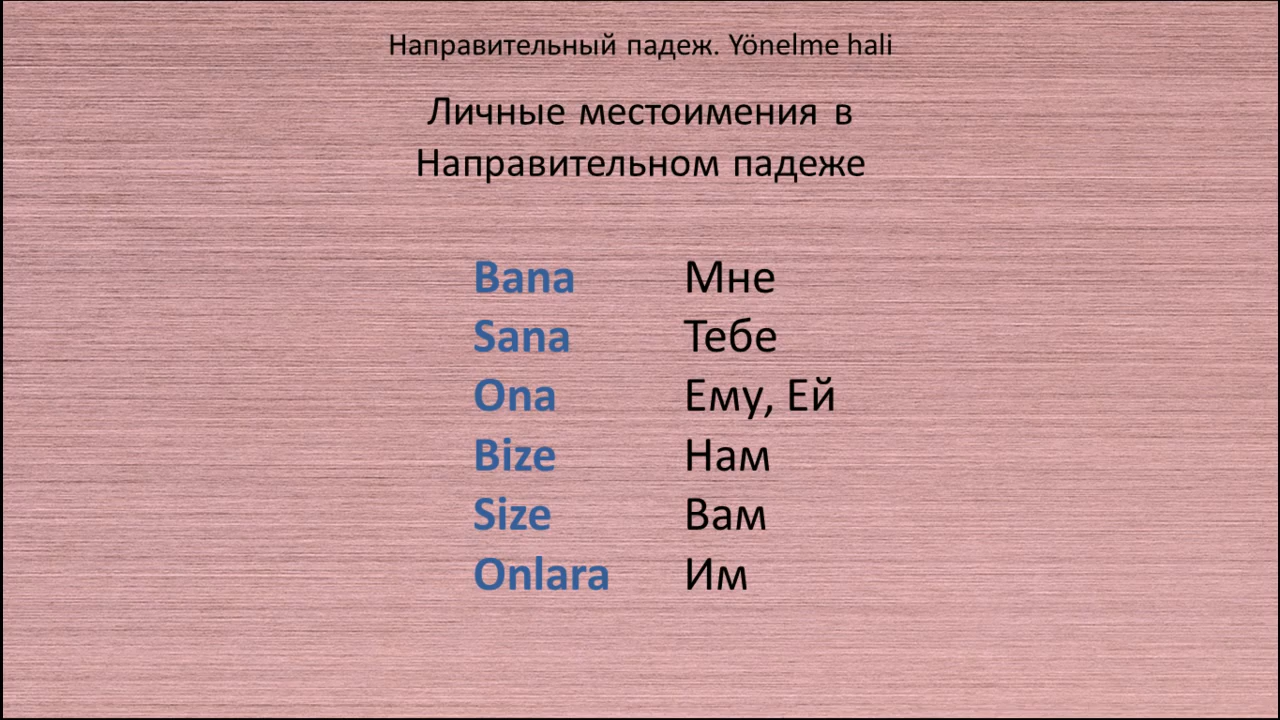 Направительный падеж. Yönelme hali
Личные местоимения в
Направительном падеже
Bana Мне
Sana Тебе
Ona Ему, Ей
Bize Нам
Size Вам
Onlara Им